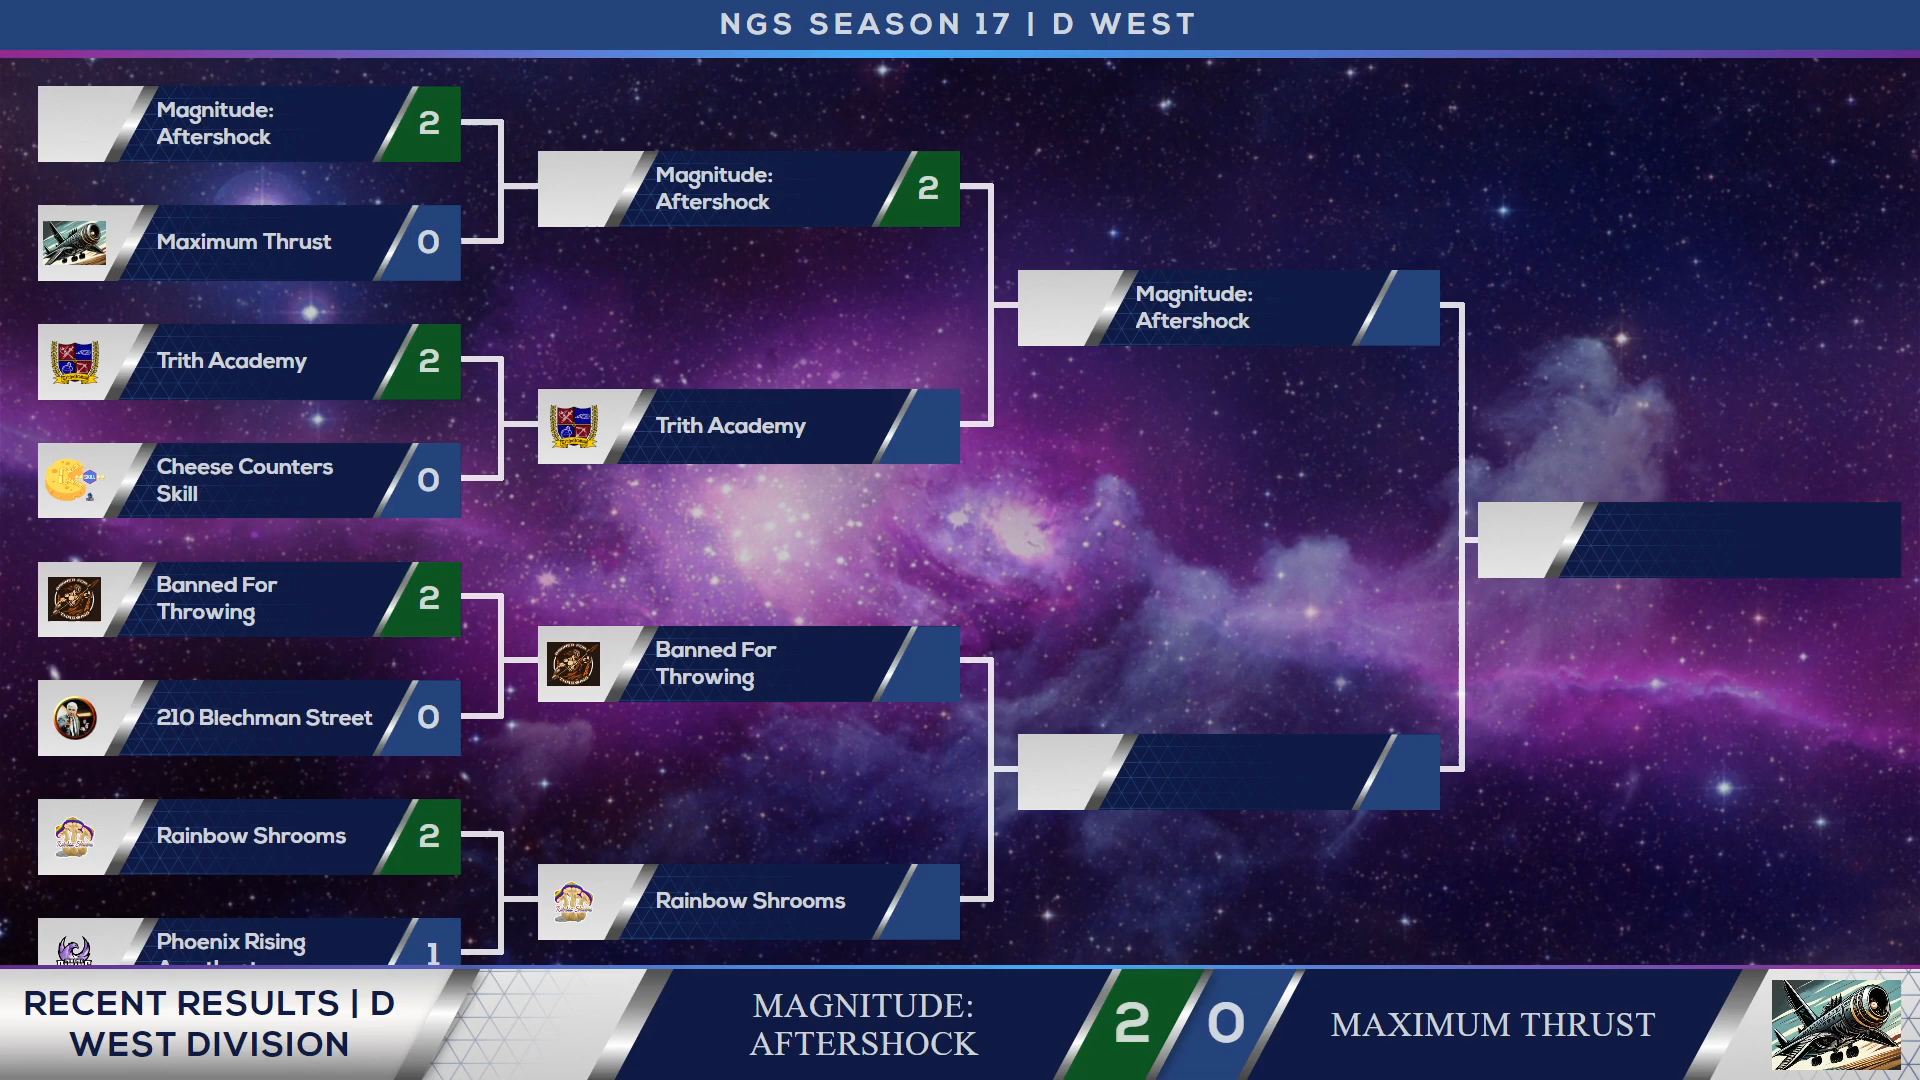 NGS SEASON 17 | D WEST
Magnitude:
Aftershock
2
Maximum Thrust
0
Trith Academy
2
Cheese Counters
Skill
0
Banned For
Throwing
2
210 Blechman Street
0
Rainbow Shrooms
2
Phoenix Rising
1
Magnitude:
Aftershock
2
Trith Academy
Banned For
Throwing
Rainbow Shrooms
Magnitude:
Aftershock
RECENT RESULTS | D
WEST DIVISION
MAGNITUDE:
AFTERSHOCK
2
0
MAXIMUM THRUST